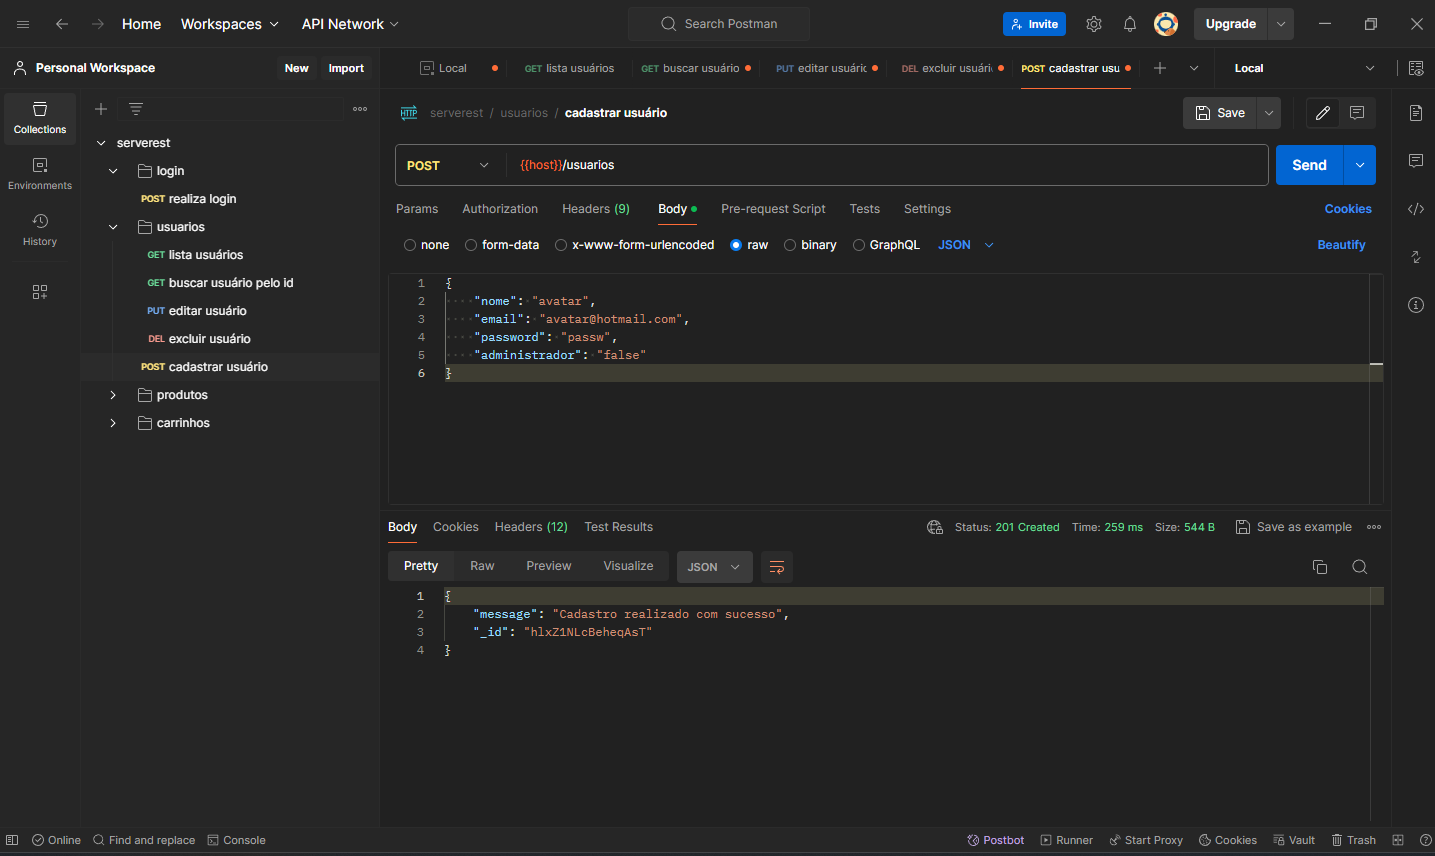 Home Workspaces API Network Search Postman Invite Upgrade
Personal Workspace New Import
Local GET lista usuários GET buscar usuário PUT editar usuári DEL excluir usuári POST cadastrar usu Local
Collections
Environments
History
serverest
login
POST realiza login
usuarios
GET lista usuários
GET buscar usuário pelo id
PUT editar usuário
DEL excluir usuário
POST cadastrar usuário
produtos
carrinhos
HTTP serverest / usuarios / cadastrar usuário Save
POST {{host}}/usuarios Send
Params Authorization Headers (9) Body Pre-request Script Tests Settings Cookies
none form-data x-www-form-urlencoded raw binary GraphQL JSON Beautify
1 {
2 "nome": "avatar",
3 "email": "avatar@hotmail.com",
4 "password": "passw",
5 "administrador": "false"
6 }
Body Cookies Headers (12) Test Results Status: 201 Created Time: 259 ms Size: 544 B Save as example
Pretty Raw Preview Visualize JSON
1 {
2 "message": "Cadastro realizado com sucesso",
3 "_id": "hlxZ1NLcBeheqAsT"
4 }
Online Find and replace Console Postbot Runner Start Proxy Cookies Vault Trash